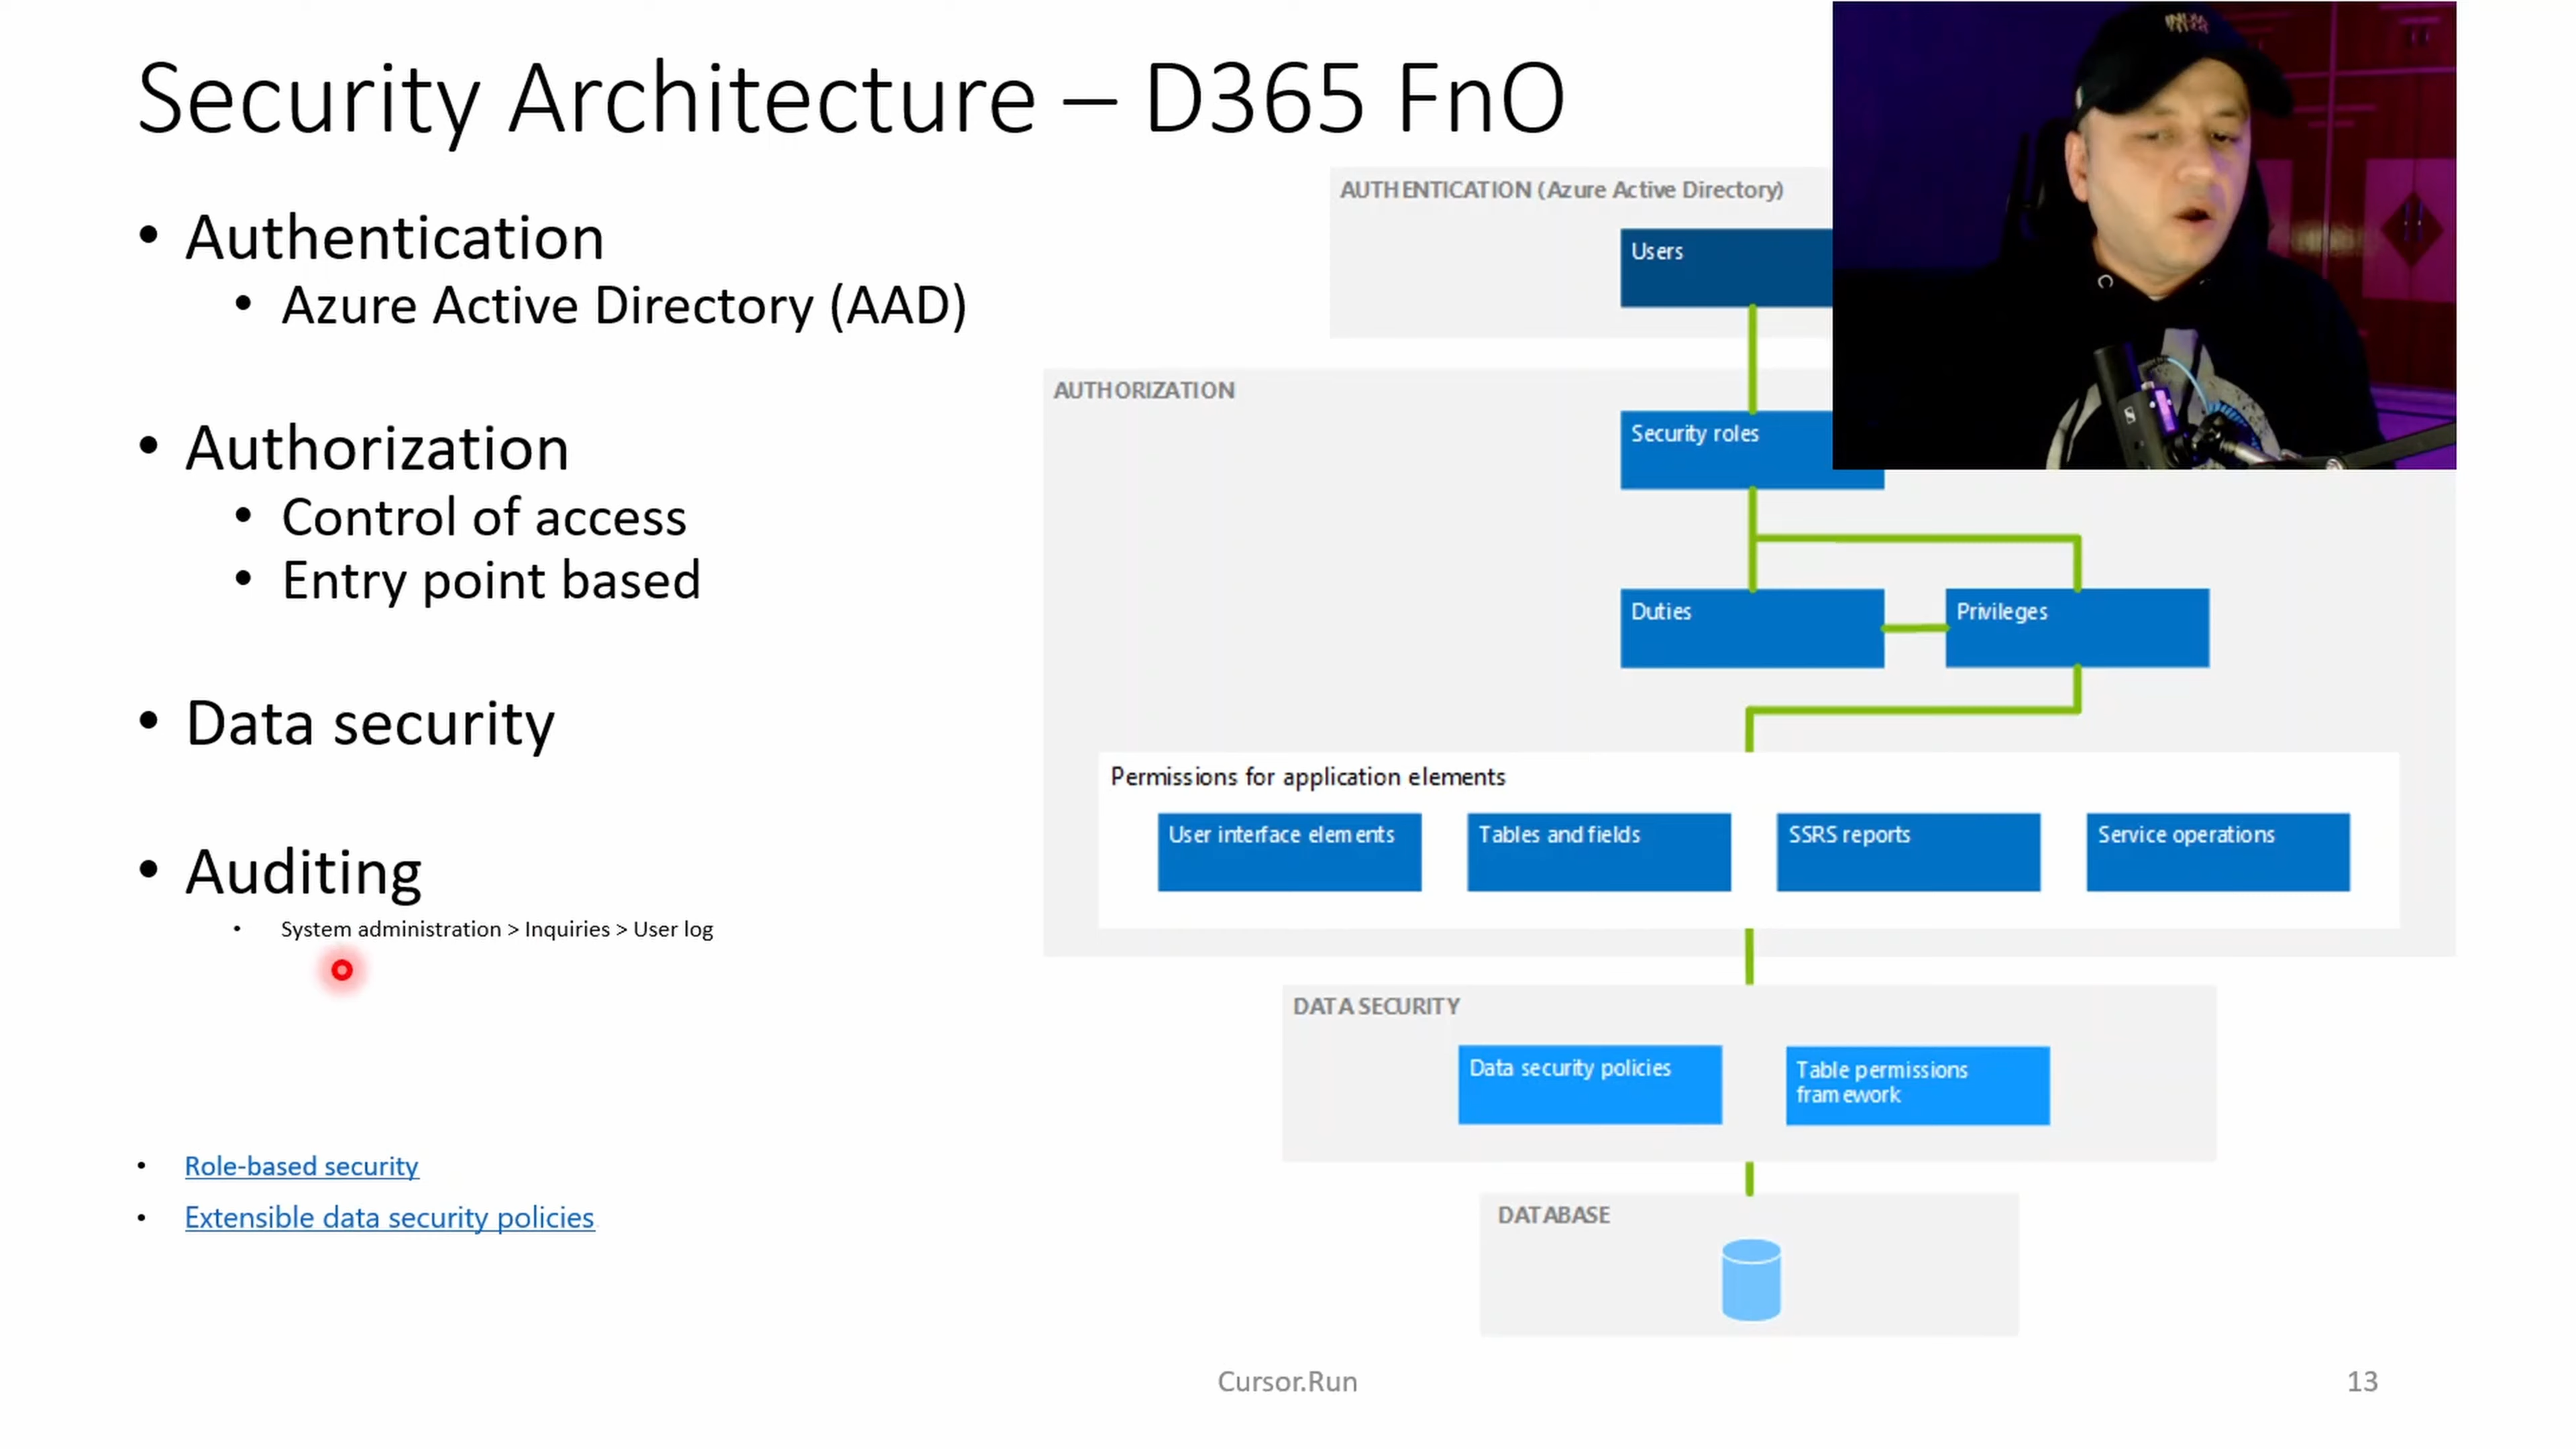 Security Architecture – D365 FnO
• Authentication
• Azure Active Directory (AAD)
• Authorization
• Control of access
• Entry point based
• Data security
• Auditing
• System administration > Inquiries > User log
• Role-based security
• Extensible data security policies
AUTHENTICATION (Azure Active Directory)
Users
AUTHORIZATION
Security roles
Duties
Privileges
Permissions for application elements
User interface elements
Tables and fields
SSRS reports
Service operations
DATA SECURITY
Data security policies
Table permissions
framework
DATABASE
Cursor.Run
13